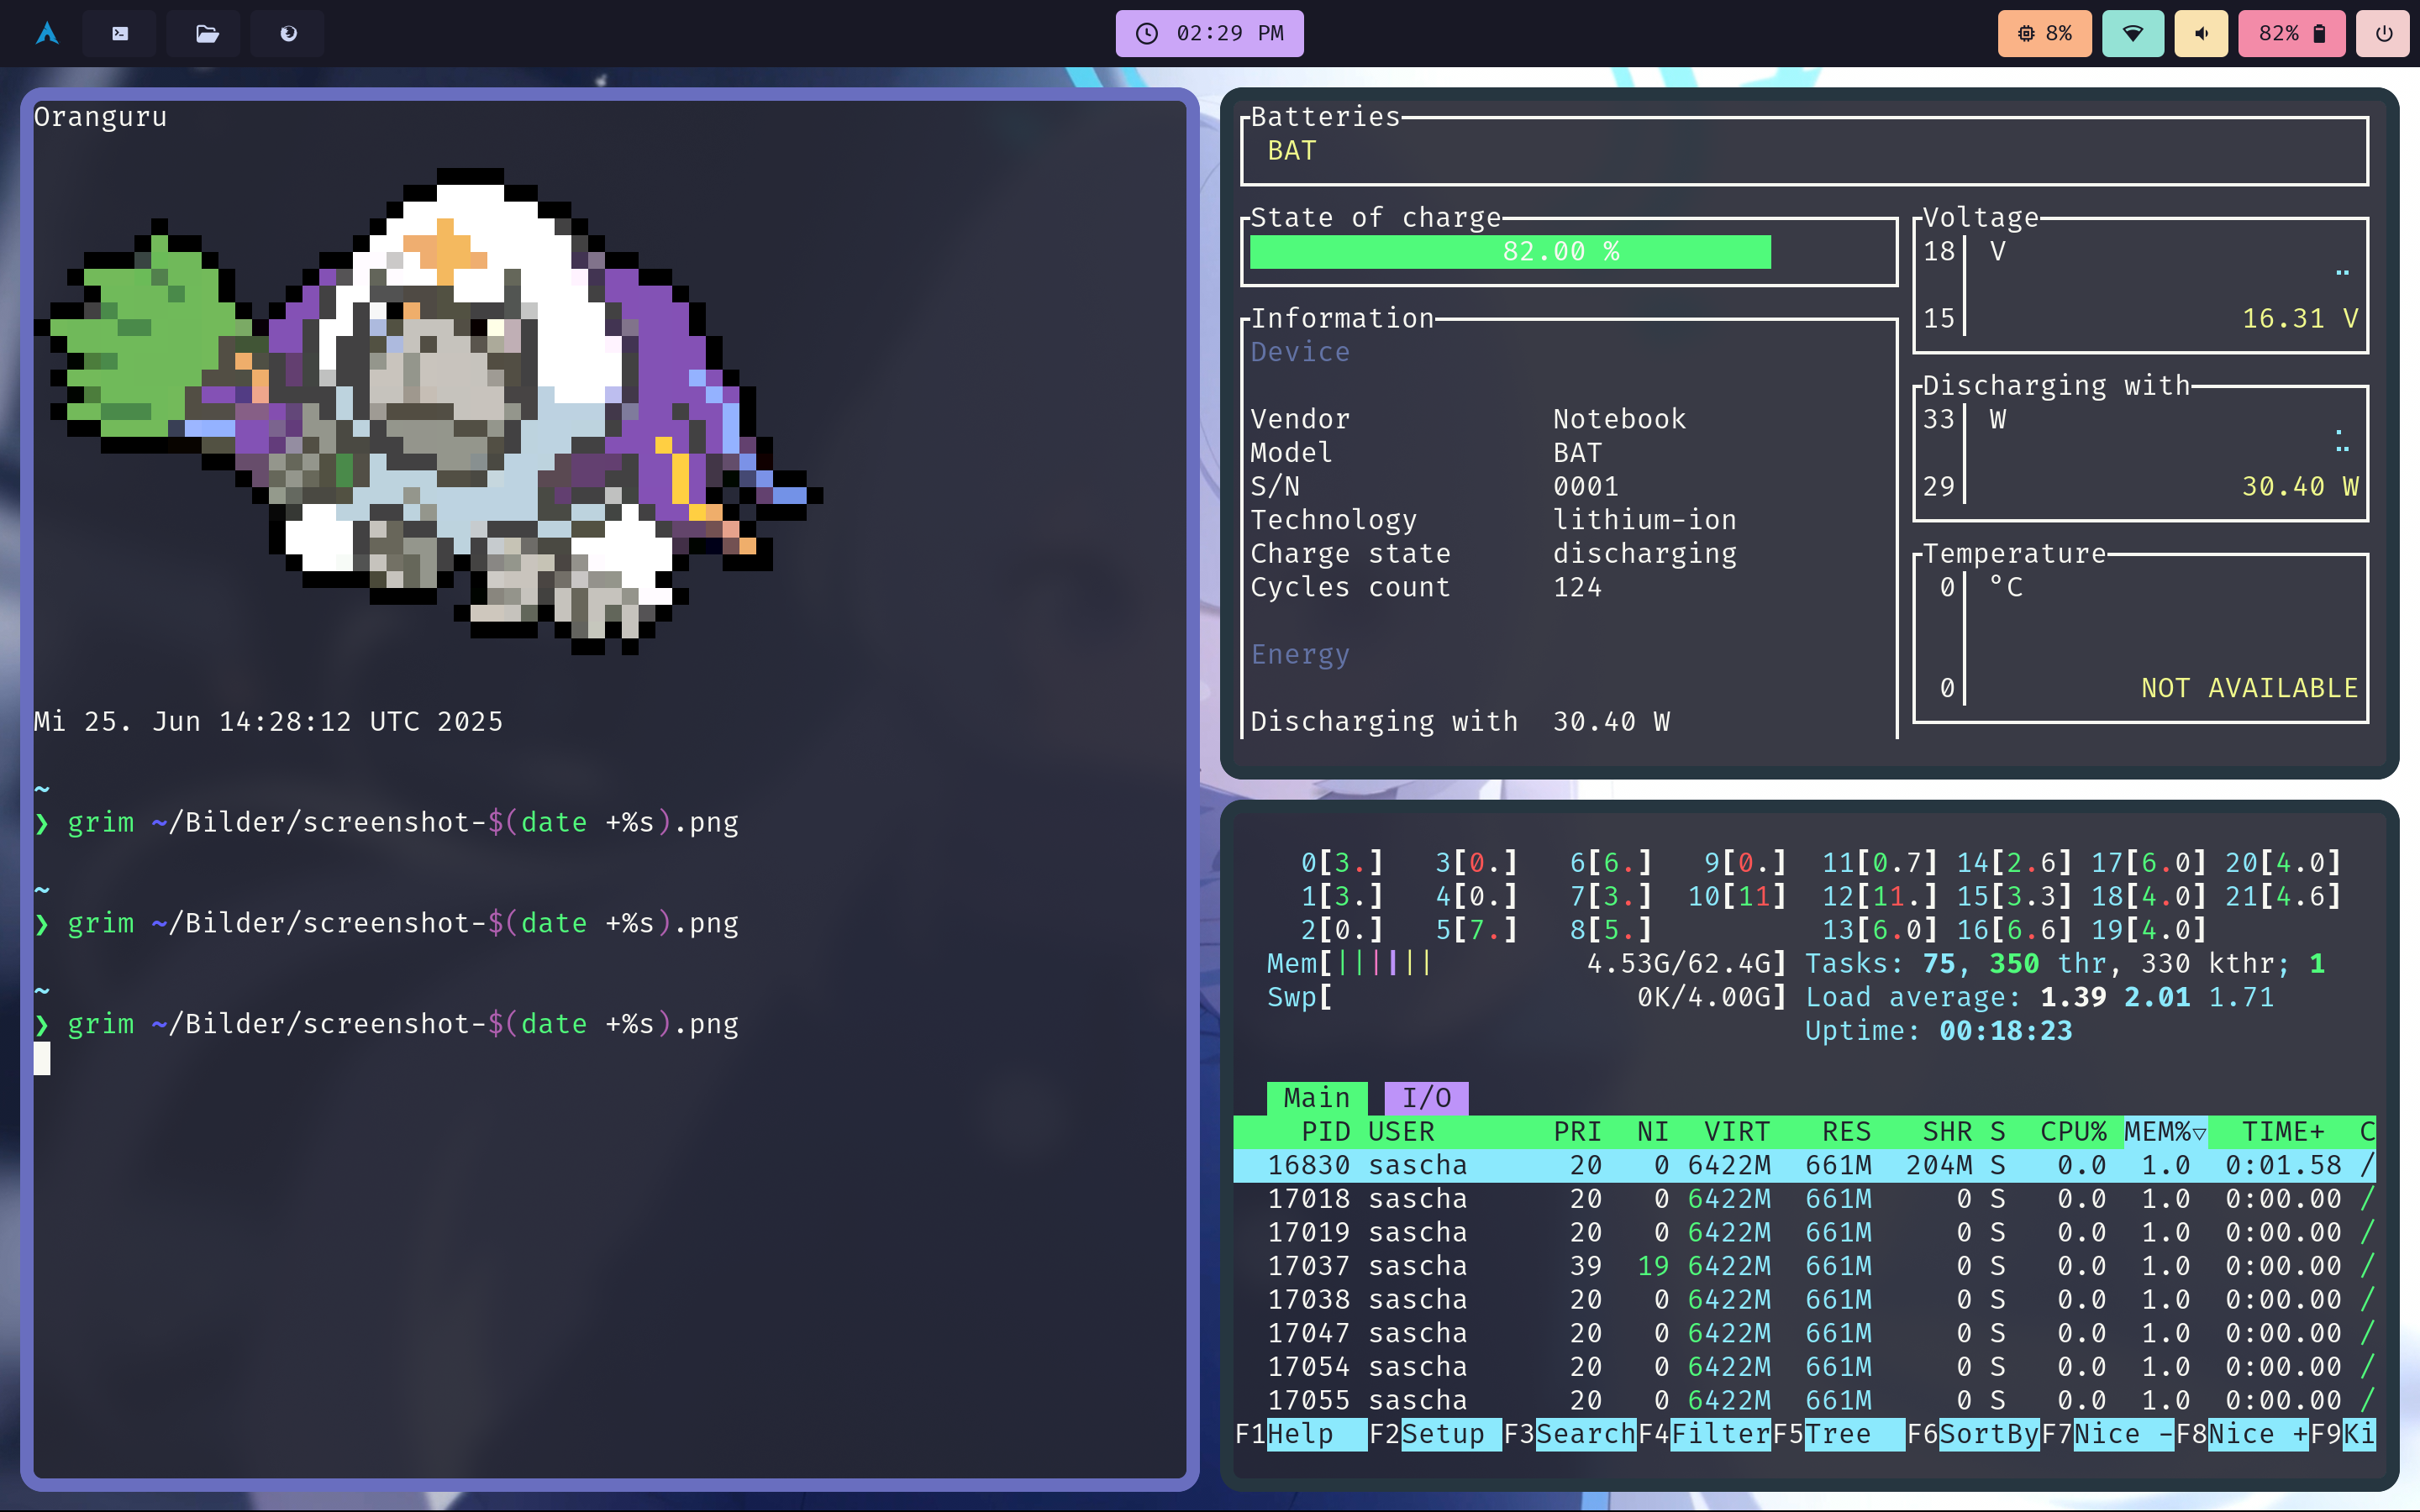 02:29 PM
8%
82%
Oranguru
Mi 25. Jun 14:28:12 UTC 2025
~
❯ grim ~/Bilder/screenshot-$(date +%s).png
~
❯ grim ~/Bilder/screenshot-$(date +%s).png
~
❯ grim ~/Bilder/screenshot-$(date +%s).png
Batteries
BAT
State of charge
82.00 %
Information
Device
Vendor Notebook
Model BAT
S/N 0001
Technology lithium-ion
Charge state discharging
Cycles count 124
Energy
Discharging with 30.40 W
Voltage
18 V
15 16.31 V
Discharging with
33 W
29 30.40 W
Temperature
0 °C
0 NOT AVAILABLE
0[3.] 3[0.] 6[6.] 9[0.] 11[0.7] 14[2.6] 17[6.0] 20[4.0]
1[3.] 4[0.] 7[3.] 10[11] 12[11.] 15[3.3] 18[4.0] 21[4.6]
2[0.] 5[7.] 8[5.] 13[6.0] 16[6.6] 19[4.0]
Mem[|||||| 4.53G/62.4G] Tasks: 75, 350 thr, 330 kthr; 1
Swp[ 0K/4.00G] Load average: 1.39 2.01 1.71
Uptime: 00:18:23
Main I/O
PID USER PRI NI VIRT RES SHR S CPU% MEM%▽ TIME+ C
16830 sascha 20 0 6422M 661M 204M S 0.0 1.0 0:01.58 /
17018 sascha 20 0 6422M 661M 0 S 0.0 1.0 0:00.00 /
17019 sascha 20 0 6422M 661M 0 S 0.0 1.0 0:00.00 /
17037 sascha 39 19 6422M 661M 0 S 0.0 1.0 0:00.00 /
17038 sascha 20 0 6422M 661M 0 S 0.0 1.0 0:00.00 /
17047 sascha 20 0 6422M 661M 0 S 0.0 1.0 0:00.00 /
17054 sascha 20 0 6422M 661M 0 S 0.0 1.0 0:00.00 /
17055 sascha 20 0 6422M 661M 0 S 0.0 1.0 0:00.00 /
F1Help F2Setup F3SearchF4FilterF5Tree F6SortByF7Nice -F8Nice +F9Ki